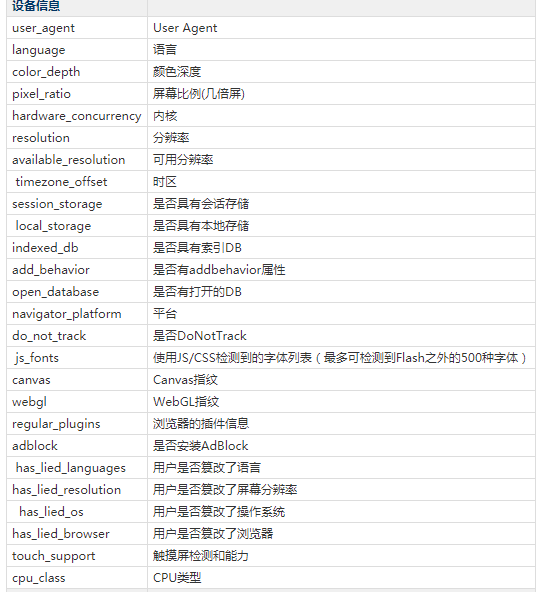 设备信息
user_agent User Agent
language 语言
color_depth 颜色深度
pixel_ratio 屏幕比例(几倍屏)
hardware_concurrency 内核
resolution 分辨率
available_resolution 可用分辨率
timezone_offset 时区
session_storage 是否具有会话存储
local_storage 是否具有本地存储
indexed_db 是否具有索引DB
add_behavior 是否有addbehavior属性
open_database 是否有打开的DB
navigator_platform 平台
do_not_track 是否DoNotTrack
js_fonts 使用JS/CSS检测到的字体列表（最多可检测到Flash之外的500种字体）
canvas Canvas指纹
webgl WebGL指纹
regular_plugins 浏览器的插件信息
adblock 是否安装AdBlock
has_lied_languages 用户是否篡改了语言
has_lied_resolution 用户是否篡改了屏幕分辨率
has_lied_os 用户是否篡改了操作系统
has_lied_browser 用户是否篡改了浏览器
touch_support 触摸屏检测和能力
cpu_class CPU类型